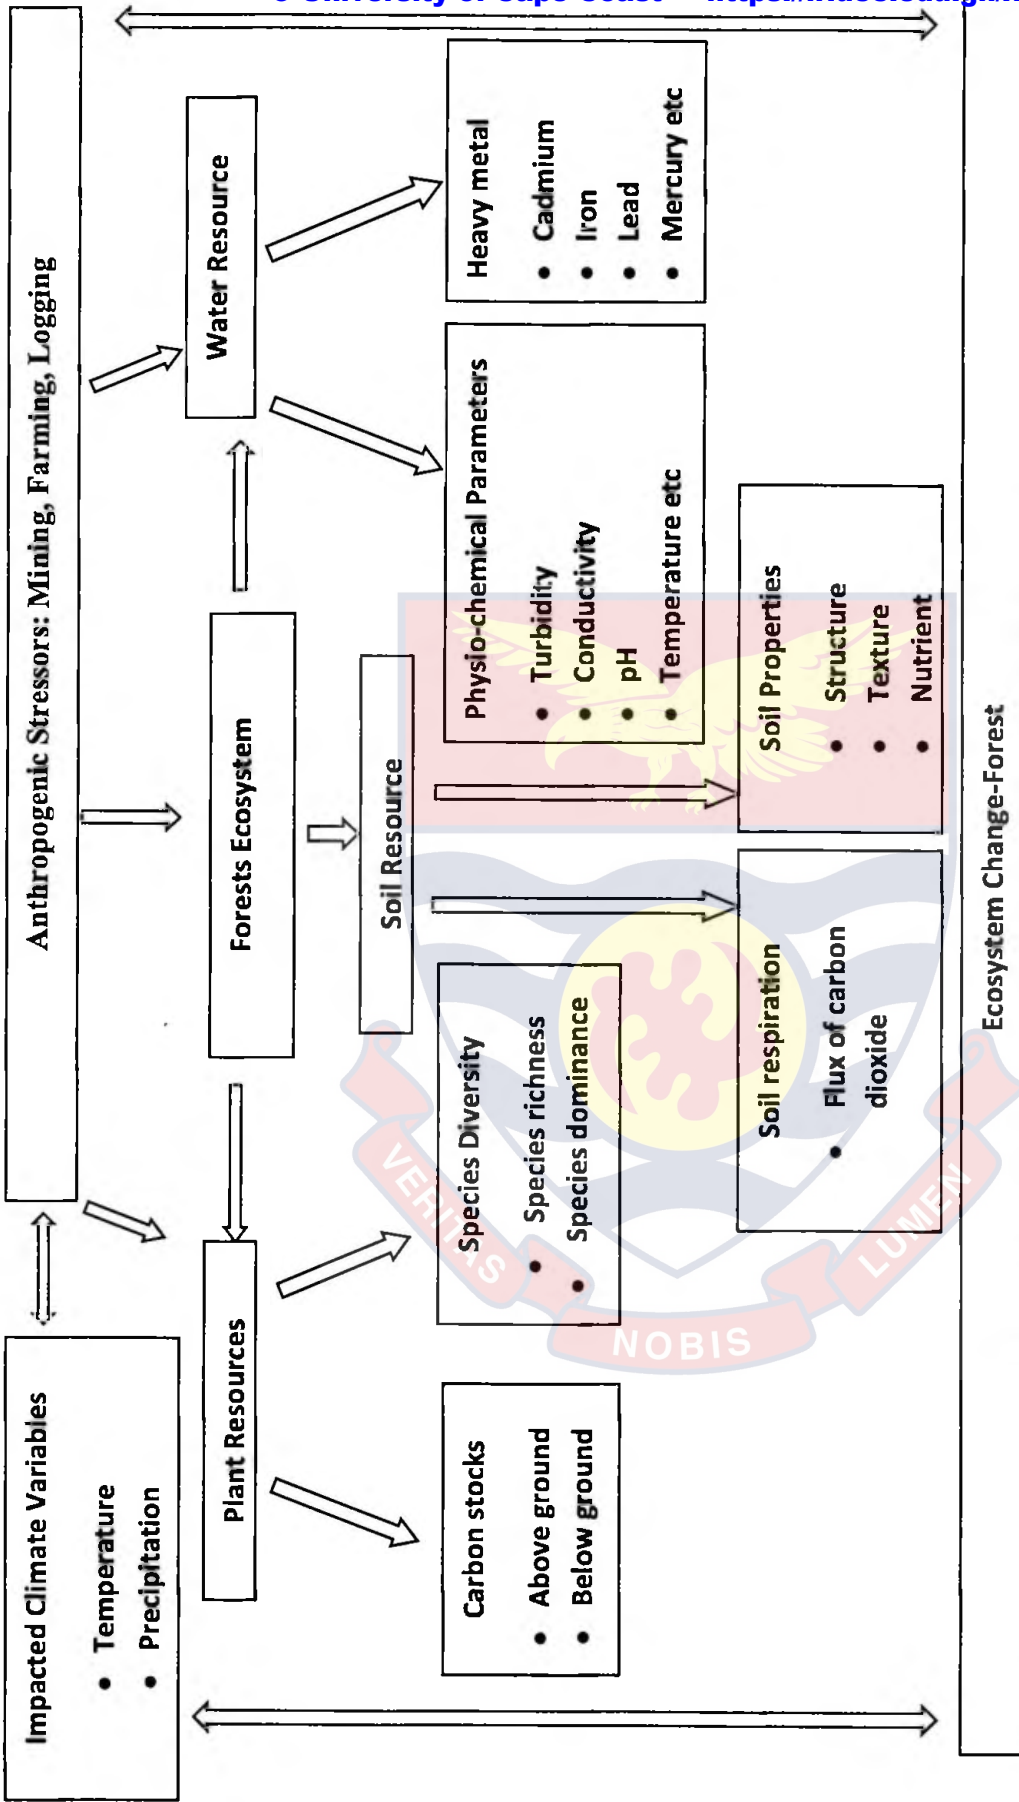 Impacted Climate Variables
• Temperature
• Precipitation
Anthropogenic Stressors: Mining, Farming, Logging
Plant Resources
Forests Ecosystem
Water Resource
Soil Resource
Carbon stocks
• Above ground
• Below ground
Species Diversity
• Species richness
• Species dominance
Physio-chemical Parameters
• Turbidity
• Conductivity
• pH
• Temperature etc
Heavy metal
• Cadmium
• Iron
• Lead
• Mercury etc
Soil respiration
• Flux of carbon
dioxide
Soil Properties
• Structure
• Texture
• Nutrient
Ecosystem Change-Forest
VERITAS
NOBIS
LUMEN